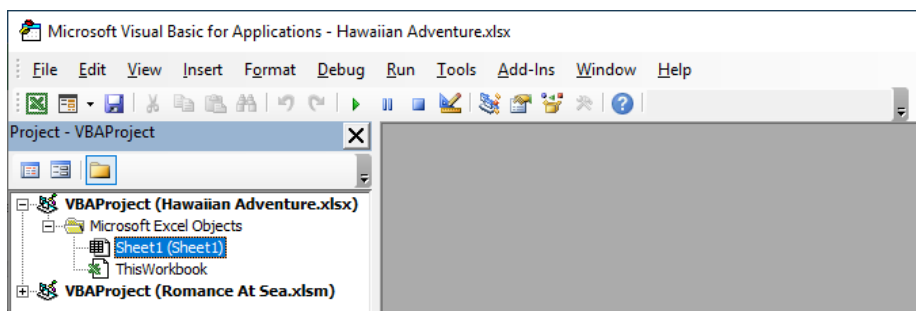 Microsoft Visual Basic for Applications - Hawaiian Adventure.xlsx
File Edit View Insert Format Debug Run Tools Add-Ins Window Help
Project - VBAProject
VBAProject (Hawaiian Adventure.xlsx)
Microsoft Excel Objects
Sheet1 (Sheet1)
ThisWorkbook
VBAProject (Romance At Sea.xlsm)